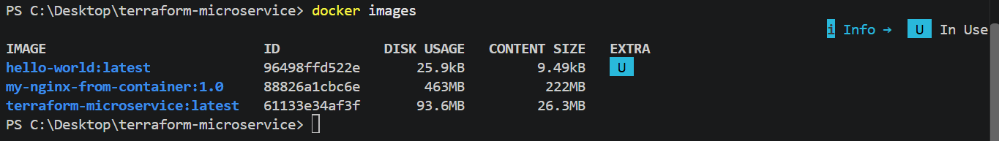 PS C:\Desktop\terraform-microservice> docker images
i Info → U In Use
IMAGE ID DISK USAGE CONTENT SIZE EXTRA
hello-world:latest 96498ffd522e 25.9kB 9.49kB U
my-nginx-from-container:1.0 88826a1cbc6e 463MB 222MB
terraform-microservice:latest 61133e34af3f 93.6MB 26.3MB
PS C:\Desktop\terraform-microservice>